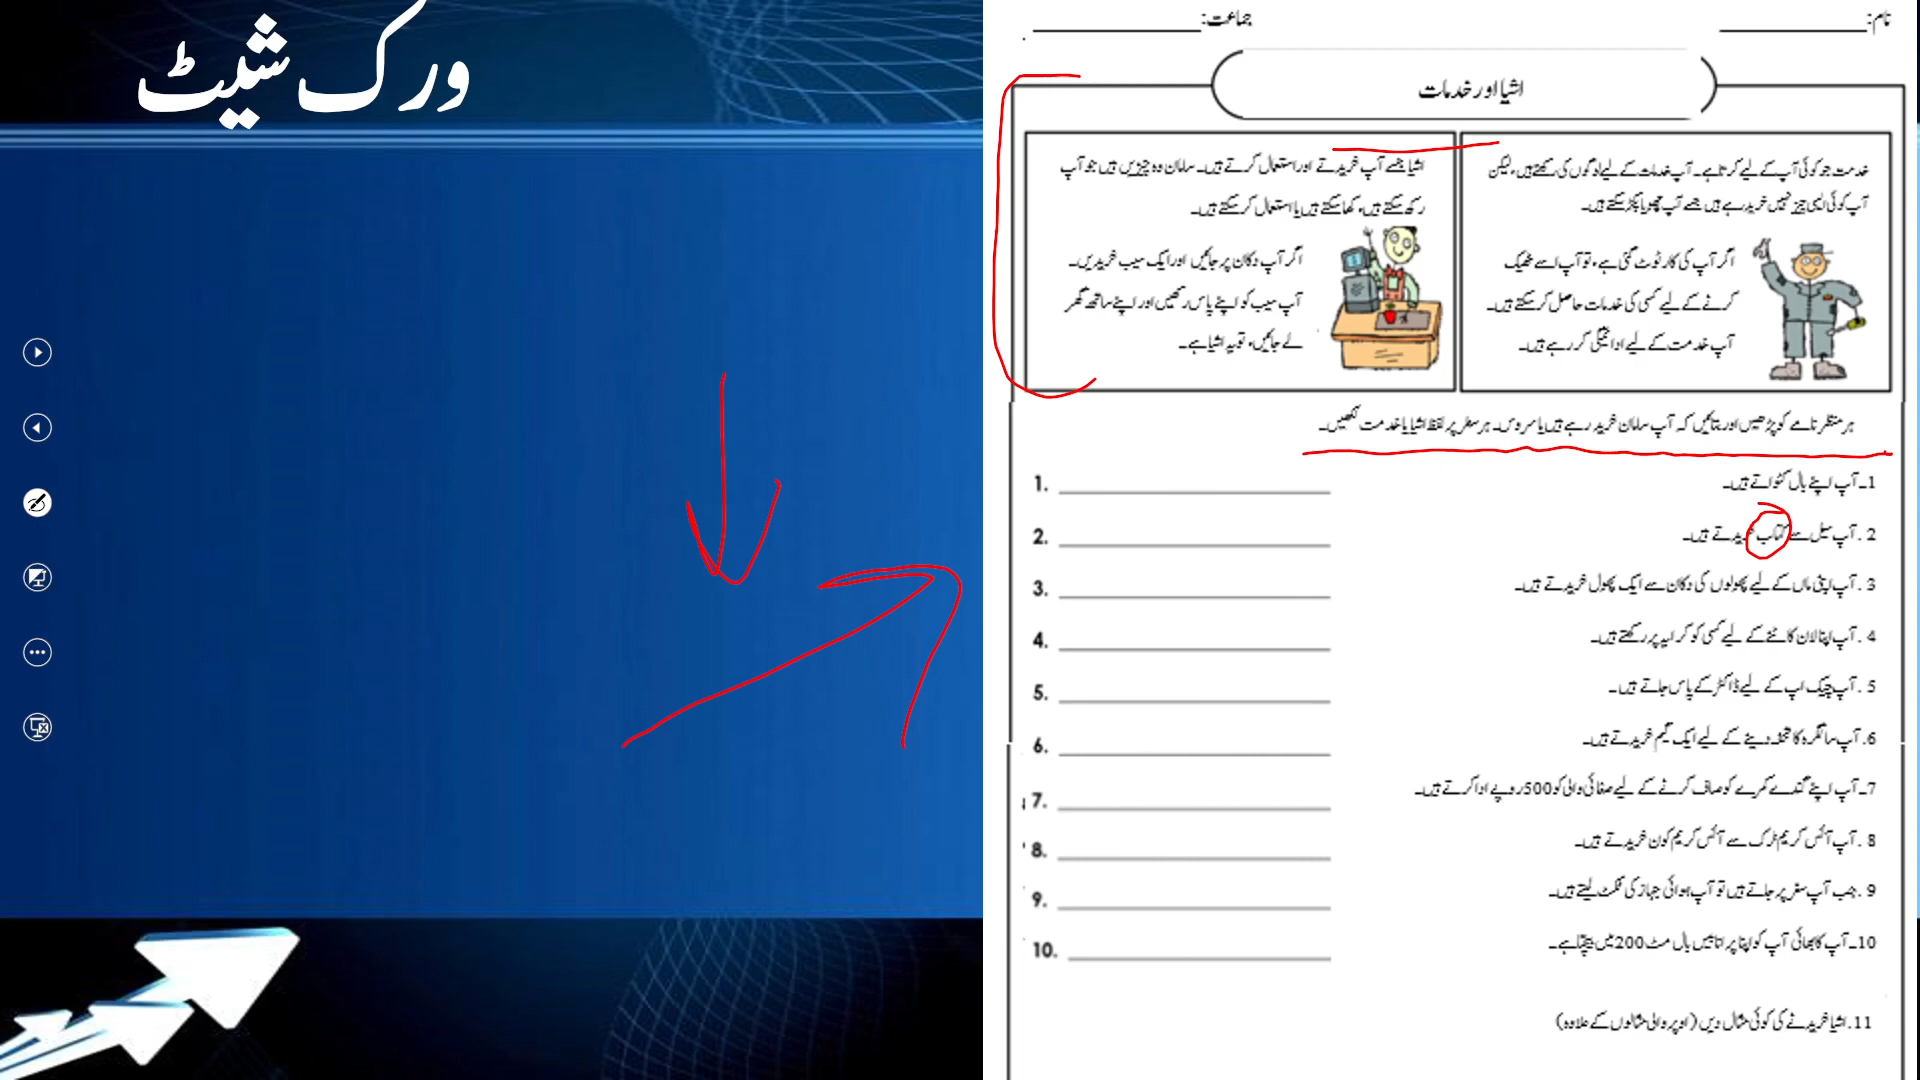 ورک شیٹ
نام:
جماعت:
اشیا اور خدمات
خدمت جو کوئی آپ کے لیے کرتا ہے۔ آپ خدمات کے لیے لوگوں کی رکھتے ہیں، لیکن
آپ کوئی ایسی چیز نہیں خرید رہے ہیں جسے آپ چھو یا پکڑ سکتے ہیں۔
اگر آپ کی کار ٹوٹ گئی ہے، تو آپ اسے ٹھیک
کرنے کے لیے کسی کی خدمات حاصل کر سکتے ہیں۔
آپ خدمت کے لیے ادائیگی کر رہے ہیں۔
اشیا جسے آپ خریدتے اور استعمال کرتے ہیں۔ سامان وہ چیزیں ہیں جو آپ
رکھ سکتے ہیں، کھا سکتے ہیں یا استعمال کر سکتے ہیں۔
اگر آپ دکان پر جائیں اور ایک سیب خریدیں۔
آپ سیب کو اپنے پاس رکھیں اور اپنے ساتھ گھر
لے جائیں، تو یہ اشیا ہے۔
ہر منظر نامے کو پڑھیں اور بتائیں کہ آپ سامان خرید رہے ہیں یا سروس۔ ہر سطر پر لفظ اشیا یا خدمت لکھیں۔
1۔ آپ اپنے بال کٹواتے ہیں۔ 1.
2 . آپ سیل سے کتاب خریدتے ہیں۔ 2.
3 . آپ اپنی ماں کے لیے پھولوں کی دکان سے ایک پھول خریدتے ہیں۔ 3.
4 . آپ اپنا لان کاٹنے کے لیے کسی کو کرایہ پر رکھتے ہیں۔ 4.
5 . آپ چیک اپ کے لیے ڈاکٹر کے پاس جاتے ہیں۔ 5.
6. آپ سالگرہ کا تحفہ دینے کے لیے ایک گیم خریدتے ہیں۔ 6.
7۔ آپ اپنے گندے کمرے کو صاف کرنے کے لیے صفائی والی کو 500 روپے ادا کرتے ہیں۔ 7.
8 . آپ آئس کریم ٹرک سے آئس کریم کون خریدتے ہیں۔ 8.
9 . جب آپ سفر پر جاتے ہیں تو آپ ہوائی جہاز کی ٹکٹ لیتے ہیں۔ 9.
10۔ آپ کا بھائی آپ کو اپنا پرانا بیس بال مٹ 200 میں بیچتا ہے۔ 10.
11. اشیا خریدنے کی کوئی مثال دیں (اوپر والی مثالوں کے علاوہ)